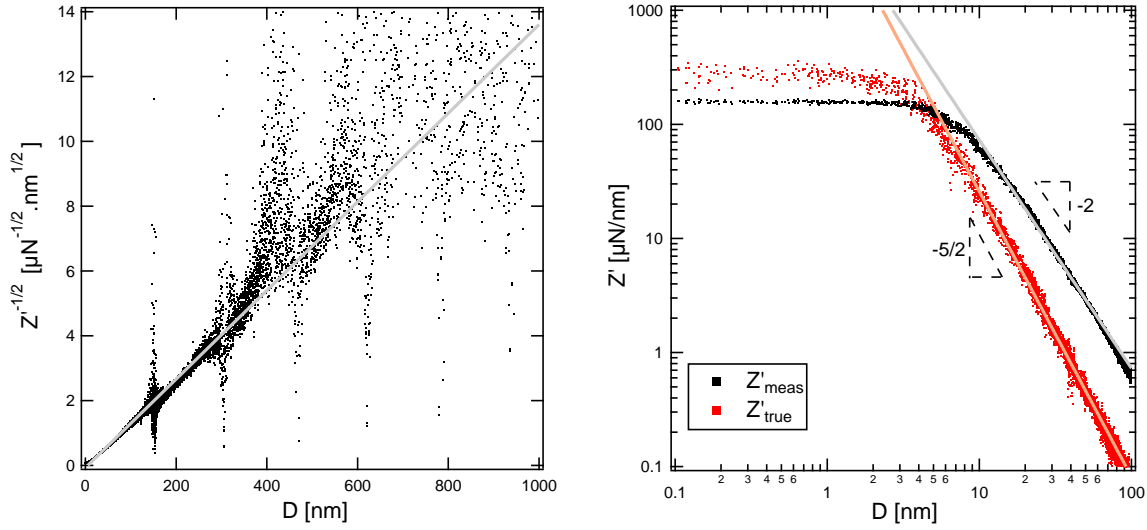 14
12
10
8
6
4
2
0
Z'-1/2 [µN-1/2.nm1/2]
0 200 400 600 800 1000
D [nm]
1000
100
10
1
0.1
Z' [µN/nm]
-2
-5/2
Z'meas
Z'true
0.1 2 3 4 5 6 1 2 3 4 5 6 10 2 3 4 5 6 100
D [nm]